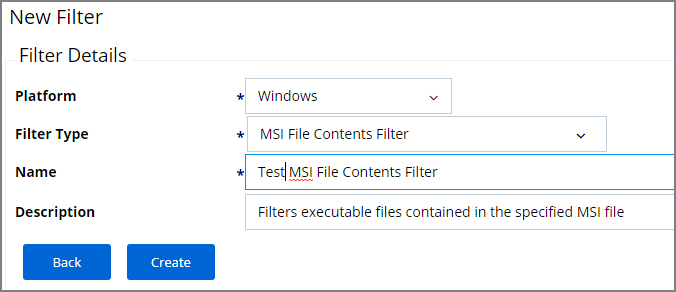 New Filter
Filter Details
Platform * Windows
Filter Type * MSI File Contents Filter
Name * Test MSI File Contents Filter
Description Filters executable files contained in the specified MSI file
Back Create